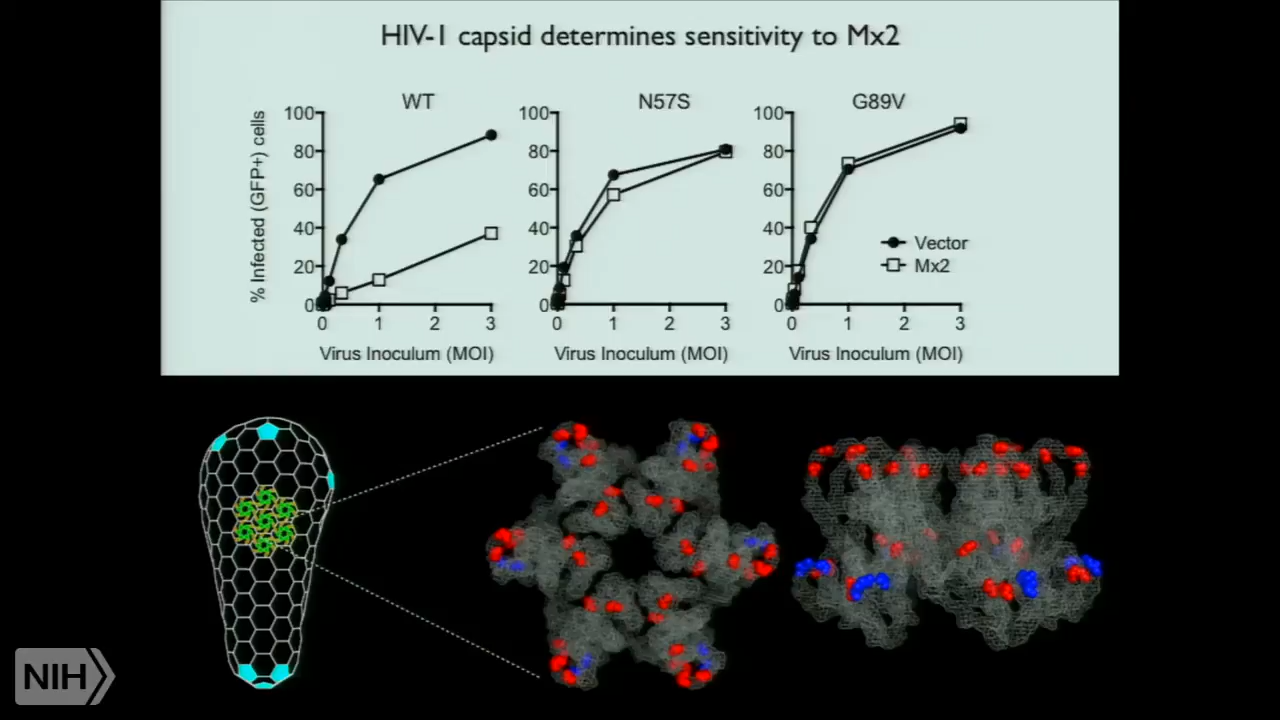 HIV-1 capsid determines sensitivity to Mx2
WT
N57S
G89V
% Infected (GFP+) cells
100
80
60
40
20
0
0 1 2 3
Virus Inoculum (MOI)
100
80
60
40
20
0
0 1 2 3
Virus Inoculum (MOI)
100
80
60
40
20
0
0 1 2 3
Virus Inoculum (MOI)
Vector
Mx2
NIH